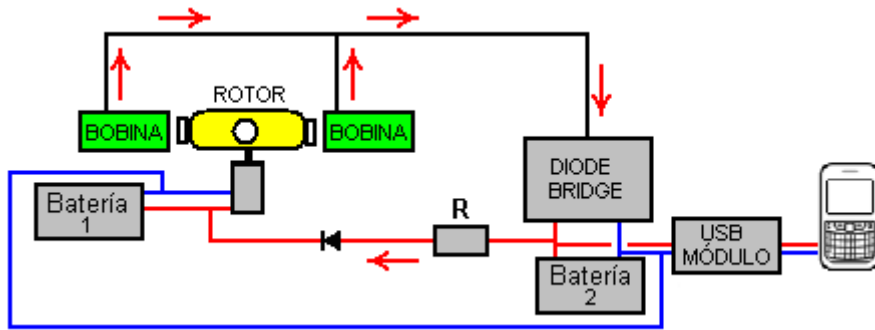 ROTOR
BOBINA
BOBINA
DIODE
BRIDGE
Batería
1
R
USB
MÓDULO
Batería
2